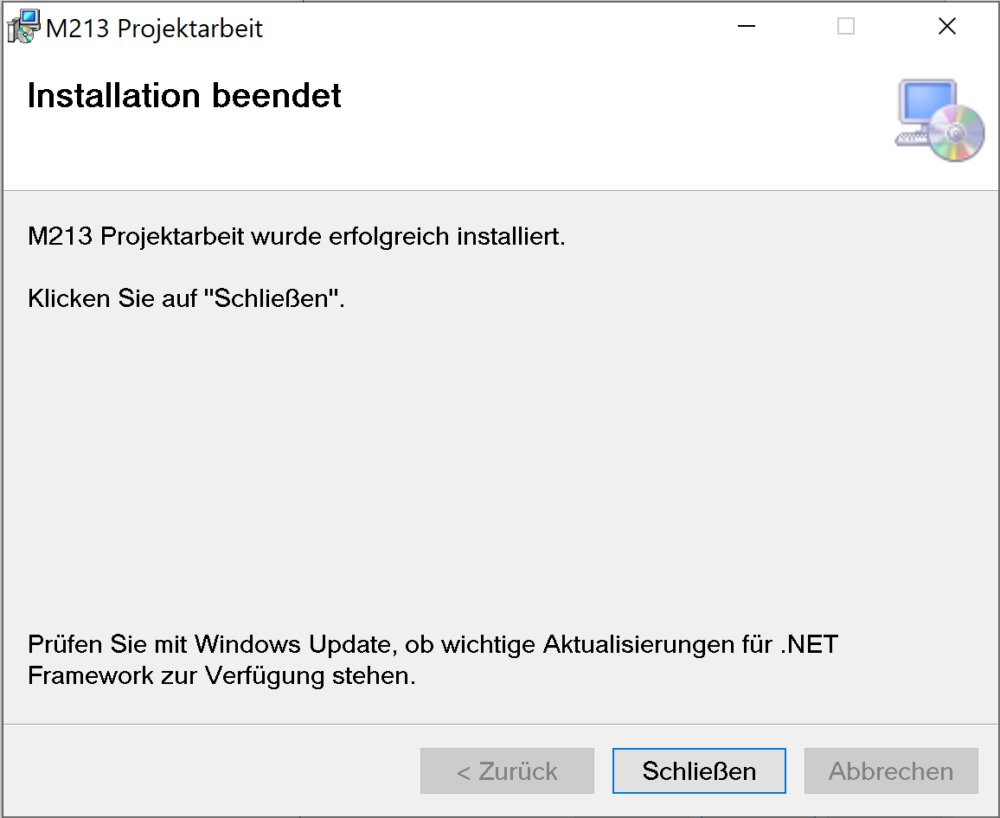 M213 Projektarbeit
Installation beendet
M213 Projektarbeit wurde erfolgreich installiert.
Klicken Sie auf "Schließen".
Prüfen Sie mit Windows Update, ob wichtige Aktualisierungen für .NET
Framework zur Verfügung stehen.
< Zurück
Schließen
Abbrechen